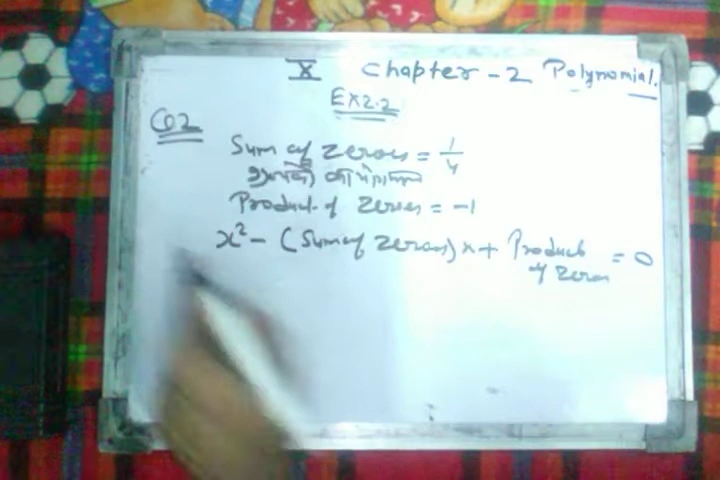 X Chapter - 2 Polynomial.
Ex 2.2
Q2
Sum of zeroes = 1/4
Product of zeroes = -1
x² - (Sum of zeroes) x + Product of zeroes = 0